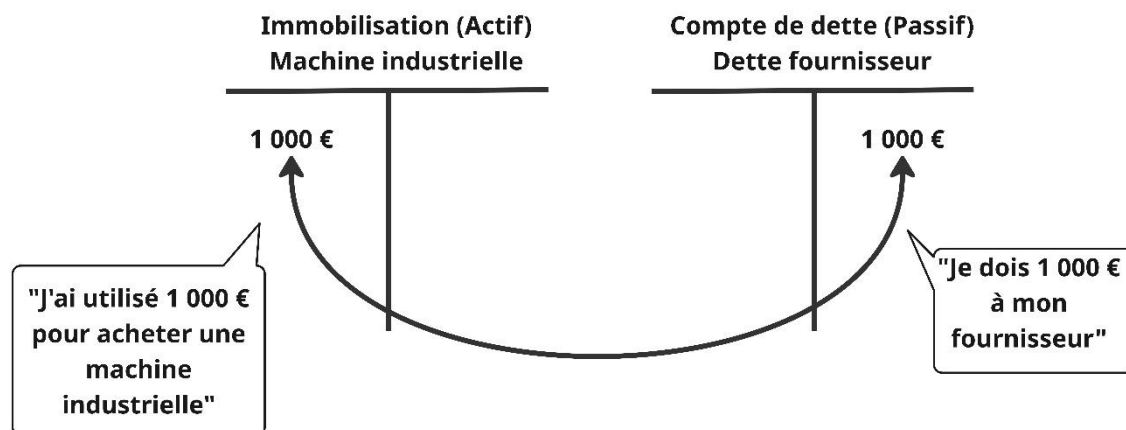 Immobilisation (Actif)
Machine industrielle
Compte de dette (Passif)
Dette fournisseur
1 000 €
1 000 €
"J'ai utilisé 1 000 €
pour acheter une
machine
industrielle"
"Je dois 1 000 €
à mon
fournisseur"